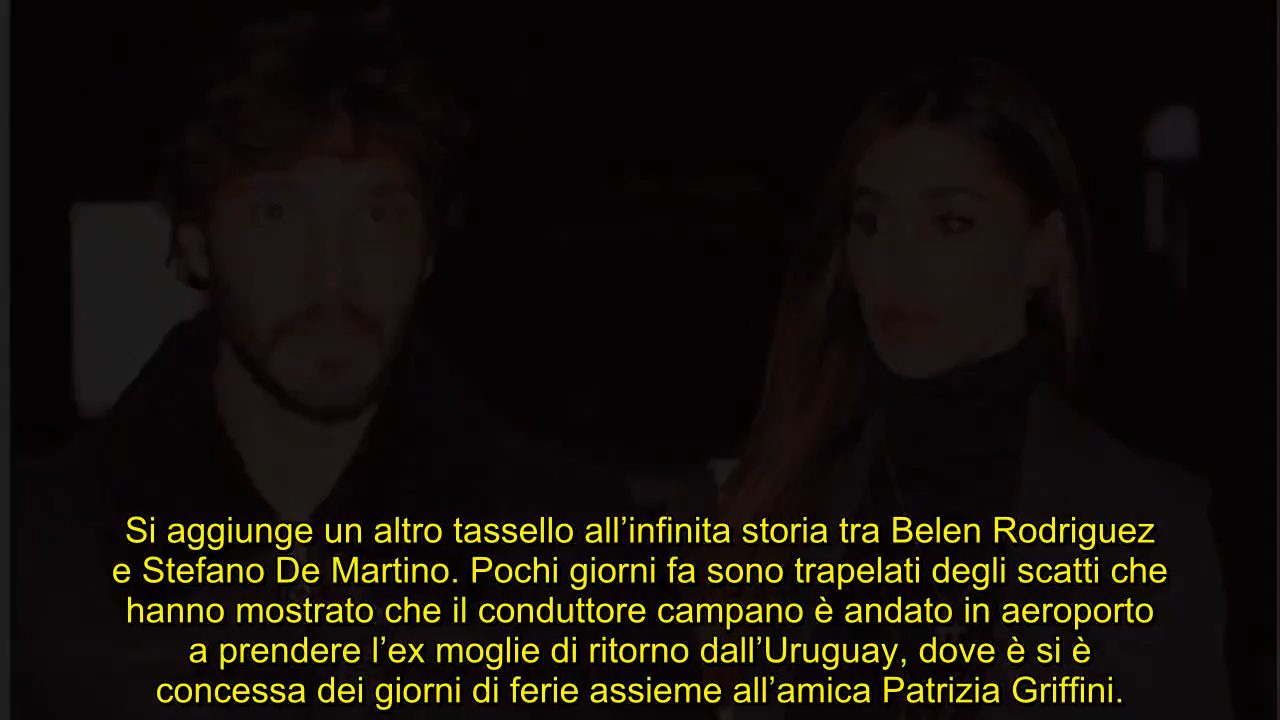 Si aggiunge un altro tassello all’infinita storia tra Belen Rodriguez
e Stefano De Martino. Pochi giorni fa sono trapelati degli scatti che
hanno mostrato che il conduttore campano è andato in aeroporto
a prendere l’ex moglie di ritorno dall’Uruguay, dove è si è
concessa dei giorni di ferie assieme all’amica Patrizia Griffini.